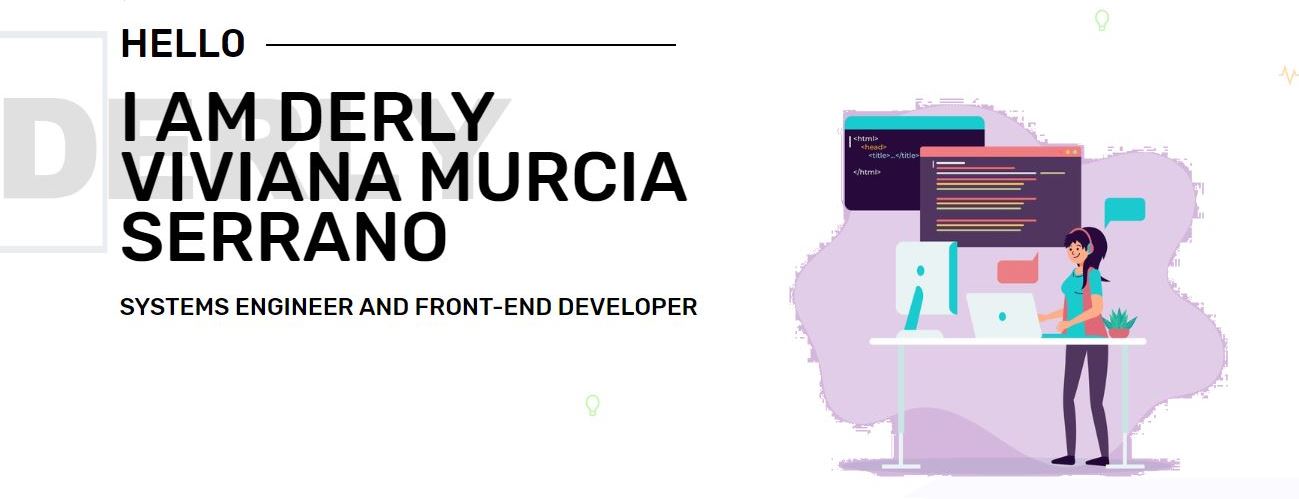 HELLO
DERLY
I AM DERLY
VIVIANA MURCIA
SERRANO
SYSTEMS ENGINEER AND FRONT-END DEVELOPER
<html>
<head>
<title>...</title>
</html>